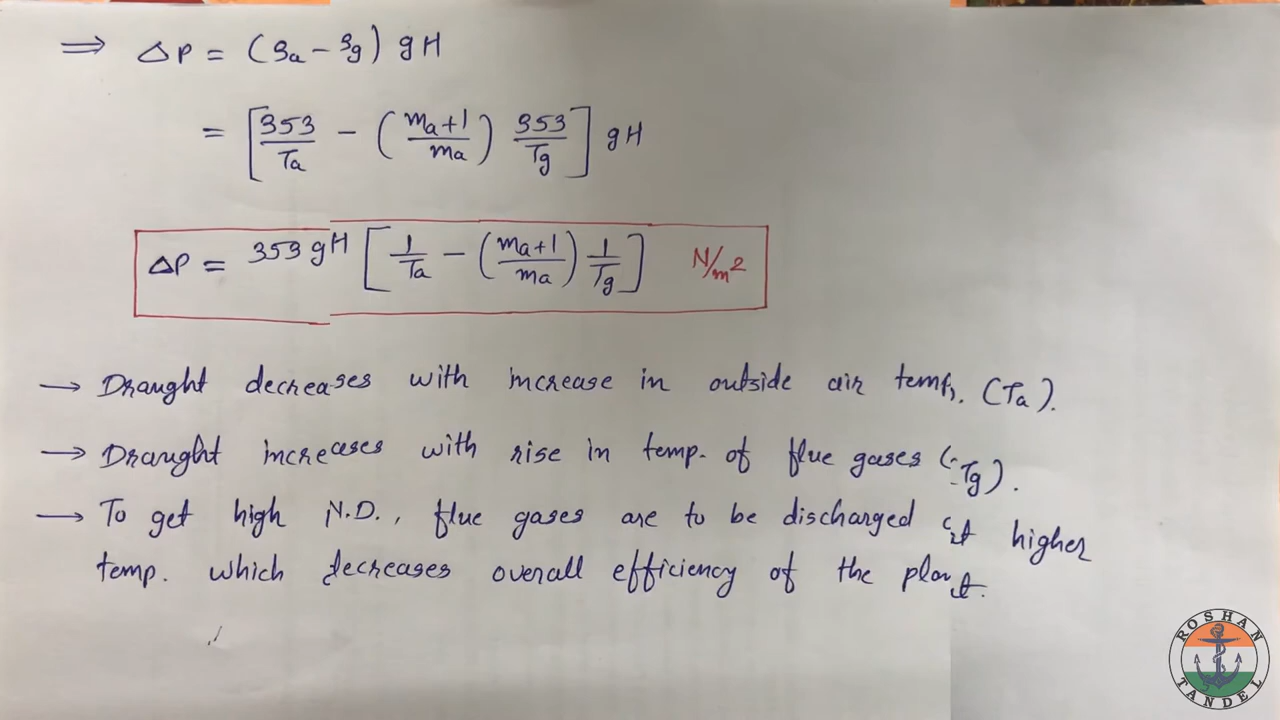 ⇒ ΔP = (ρa − ρg) gH
= [353/Ta − ((ma+1)/ma) 353/Tg] gH
ΔP = 353 gH [1/Ta − ((ma+1)/ma) 1/Tg] N/m²
→ Draught decreases with increase in outside air temp. (Ta).
→ Draught increases with rise in temp. of flue gases (Tg).
→ To get high N.D., flue gases are to be discharged at higher
temp. which decreases overall efficiency of the plant.
ROSHAN
TANDEL